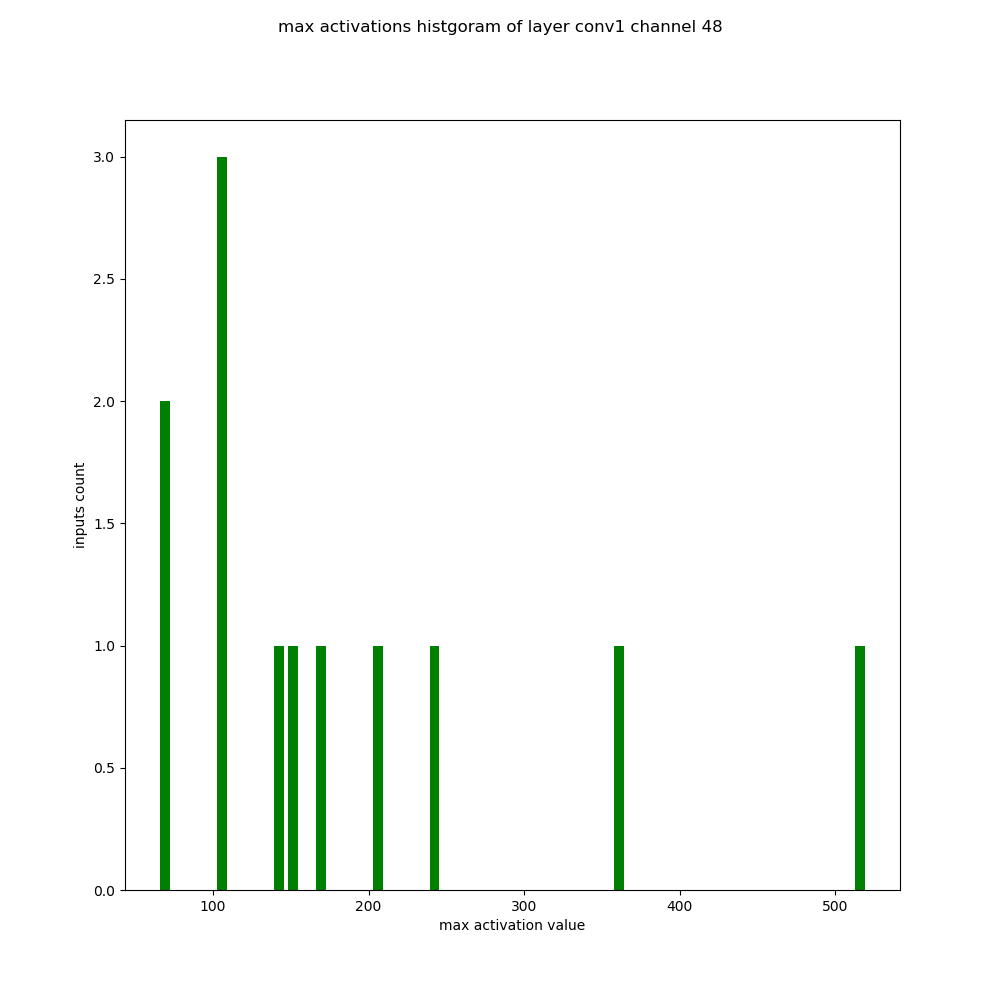 max activations histgoram of layer conv1 channel 48
3.0
2.5
2.0
1.5
1.0
0.5
0.0
inputs count
100 200 300 400 500
max activation value